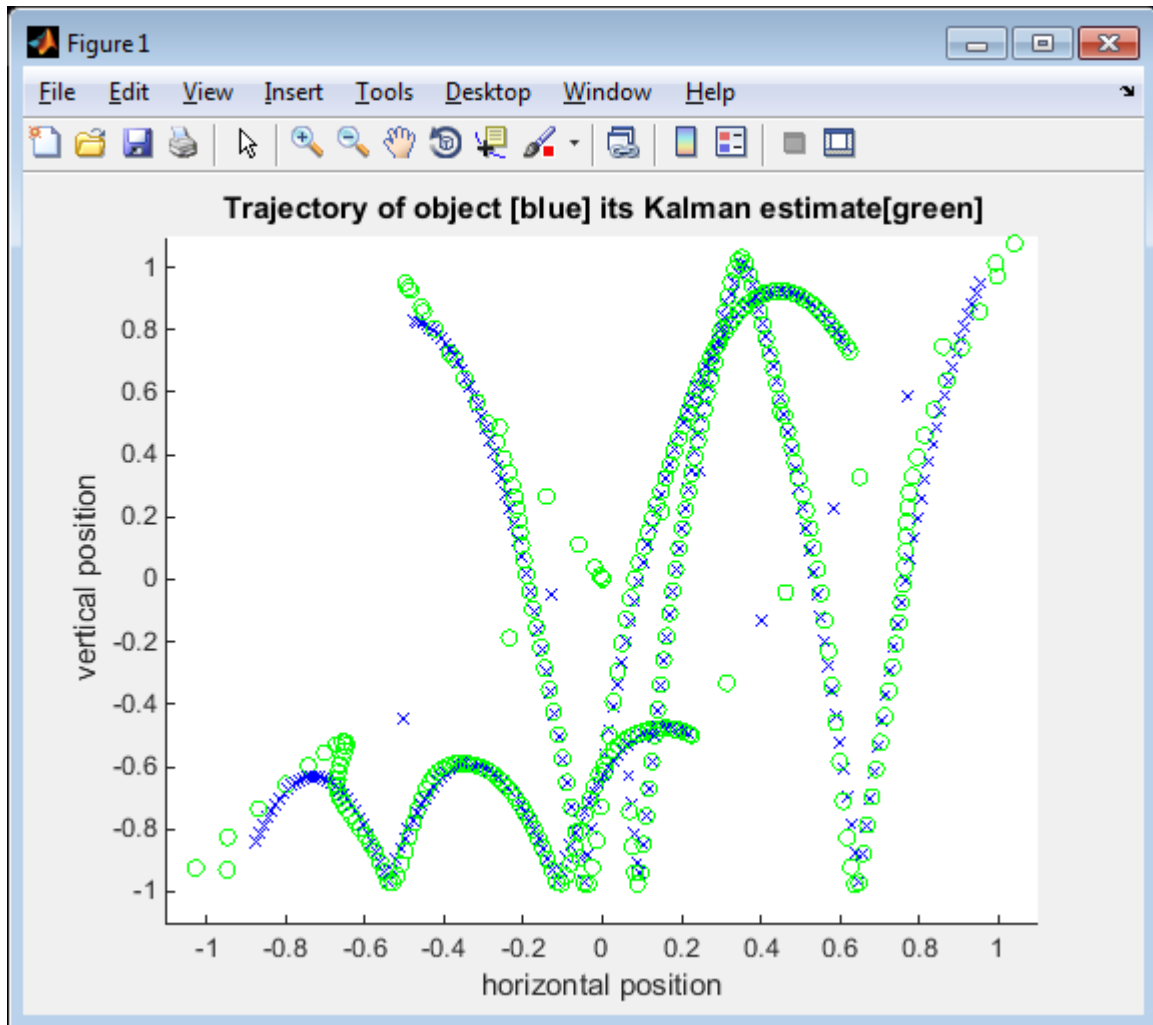 Figure 1
File Edit View Insert Tools Desktop Window Help
Trajectory of object [blue] its Kalman estimate[green]
1
0.8
0.6
0.4
0.2
0
-0.2
-0.4
-0.6
-0.8
-1
vertical position
-1 -0.8 -0.6 -0.4 -0.2 0 0.2 0.4 0.6 0.8 1
horizontal position